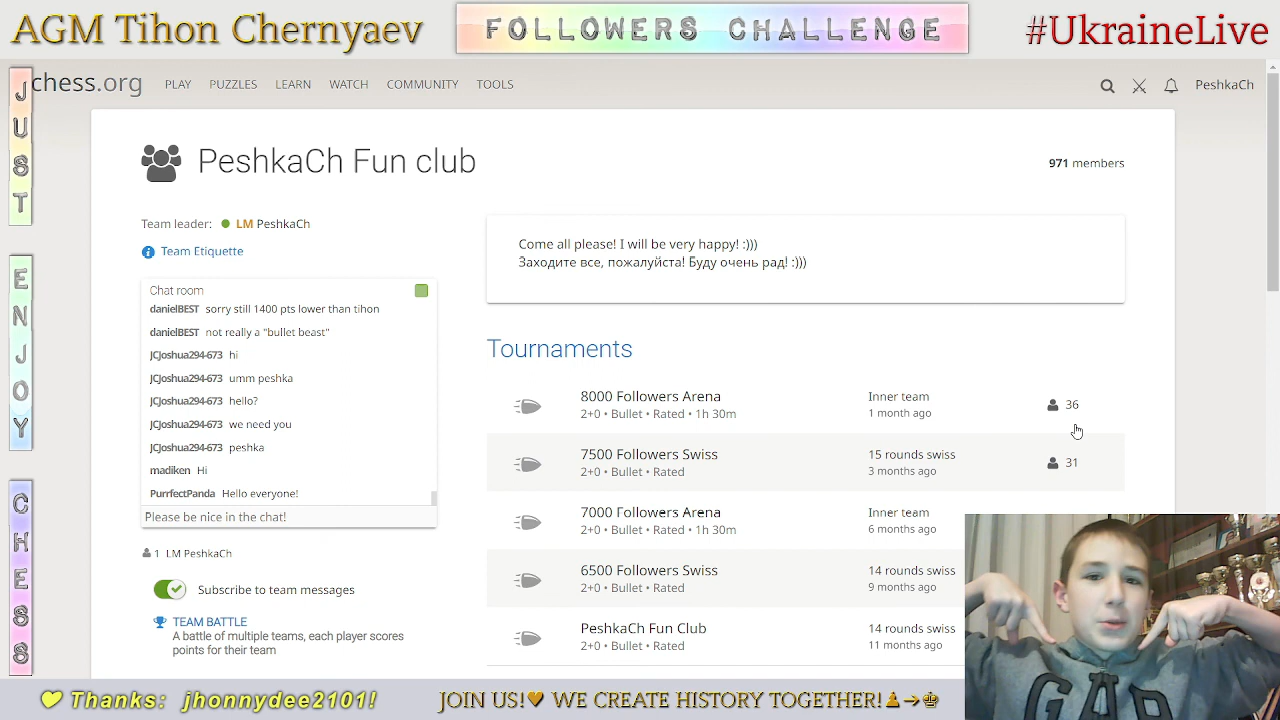 AGM Tihon Chernyaev
FOLLOWERS CHALLENGE
#UkraineLive
JUST
ENJOY
CHESS
chess.org
PLAY
PUZZLES
LEARN
WATCH
COMMUNITY
TOOLS
PeshkaCh
PeshkaCh Fun club
971 members
Team leader: LM PeshkaCh
Team Etiquette
Come all please! I will be very happy! :)))
Заходите все, пожалуйста! Буду очень рад! :)))
Chat room
danielBEST sorry still 1400 pts lower than tihon
danielBEST not really a "bullet beast"
JCJoshua294-673 hi
JCJoshua294-673 umm peshka
JCJoshua294-673 hello?
JCJoshua294-673 we need you
JCJoshua294-673 peshka
madiken Hi
PurrfectPanda Hello everyone!
Please be nice in the chat!
1 LM PeshkaCh
Subscribe to team messages
TEAM BATTLE
A battle of multiple teams, each player scores
points for their team
Tournaments
8000 Followers Arena
2+0 • Bullet • Rated • 1h 30m
Inner team
1 month ago
36
7500 Followers Swiss
2+0 • Bullet • Rated
15 rounds swiss
3 months ago
31
7000 Followers Arena
2+0 • Bullet • Rated • 1h 30m
Inner team
6 months ago
6500 Followers Swiss
2+0 • Bullet • Rated
14 rounds swiss
9 months ago
PeshkaCh Fun Club
2+0 • Bullet • Rated
14 rounds swiss
11 months ago
GAP
💛 Thanks: jhonnydee2101!
JOIN US!🧡 WE CREATE HISTORY TOGETHER!♟→♚